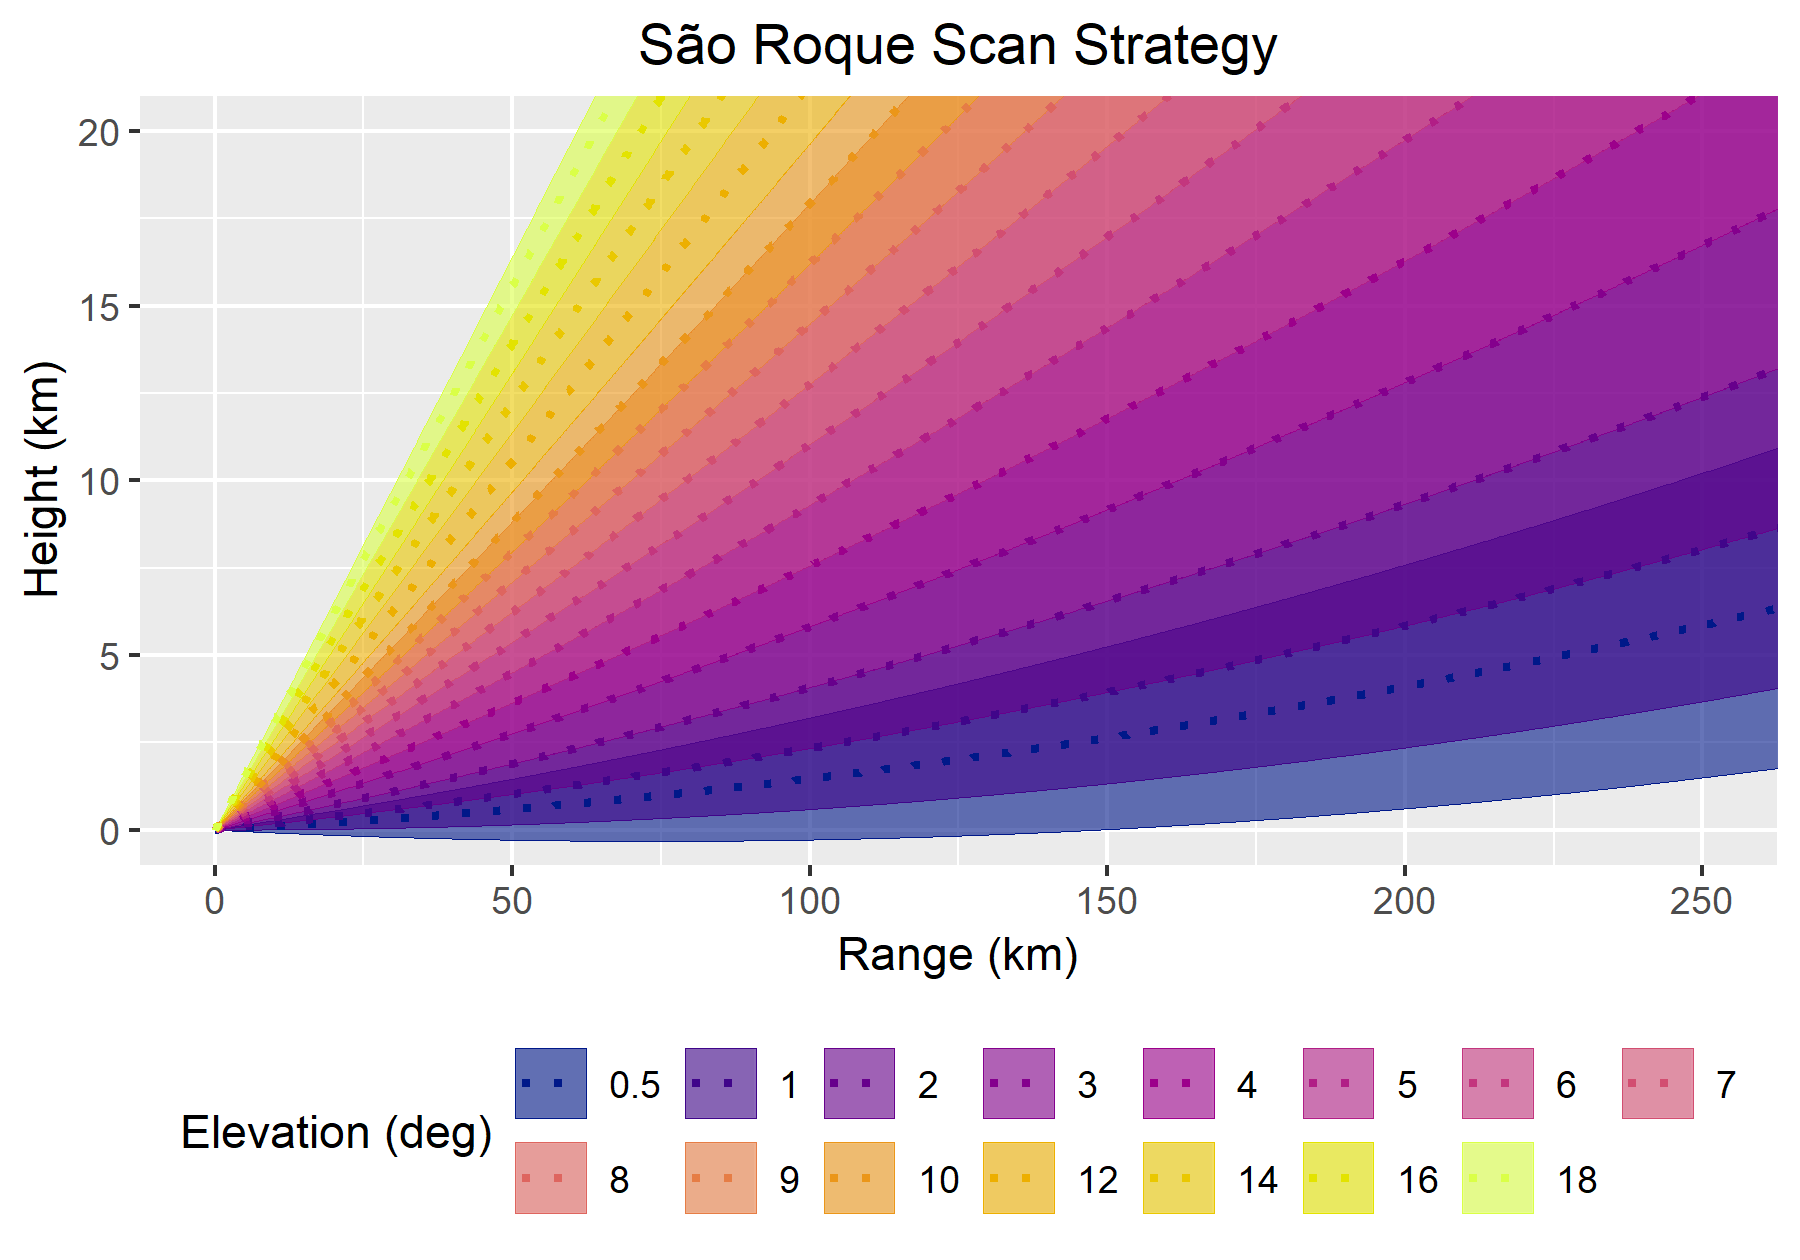 São Roque Scan Strategy
20
15
10
5
0
Height (km)
0 50 100 150 200 250
Range (km)
Elevation (deg)
0.5 1 2 3 4 5 6 7
8 9 10 12 14 16 18